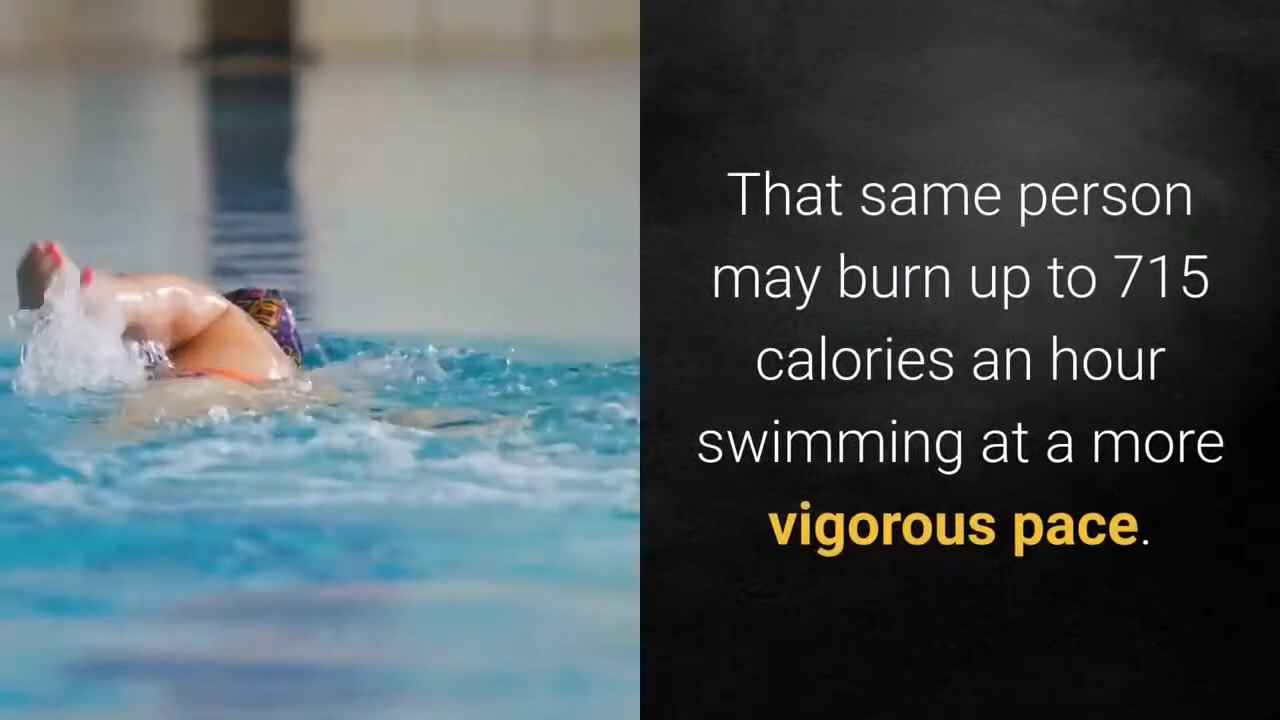 That same person
may burn up to 715
calories an hour
swimming at a more
vigorous pace.